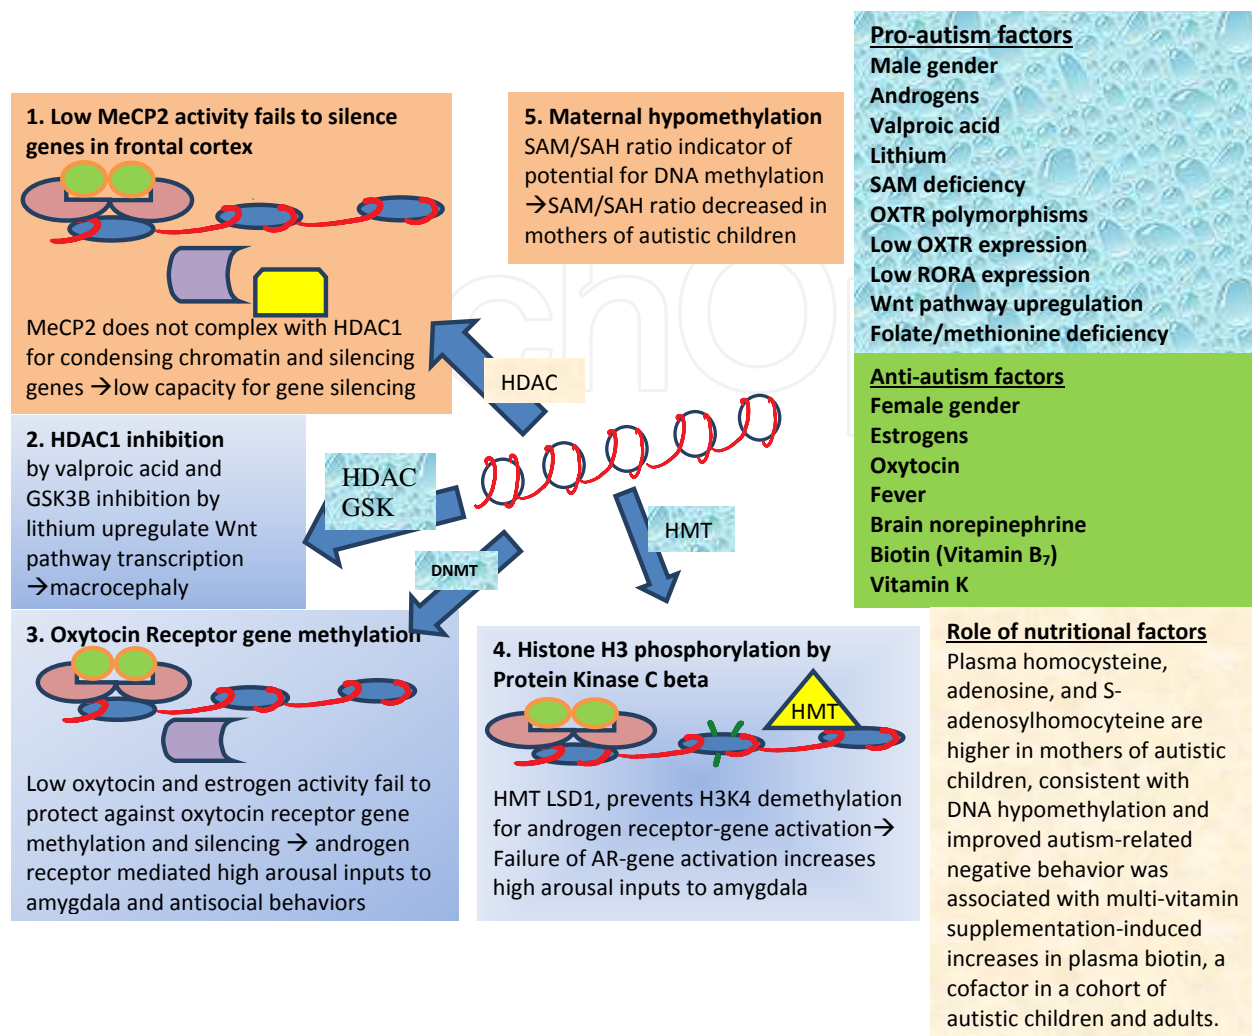 1. Low MeCP2 activity fails to silence
genes in frontal cortex
MeCP2 does not complex with HDAC1
for condensing chromatin and silencing
genes →low capacity for gene silencing
5. Maternal hypomethylation
SAM/SAH ratio indicator of
potential for DNA methylation
→SAM/SAH ratio decreased in
mothers of autistic children
Pro-autism factors
Male gender
Androgens
Valproic acid
Lithium
SAM deficiency
OXTR polymorphisms
Low OXTR expression
Low RORA expression
Wnt pathway upregulation
Folate/methionine deficiency
HDAC
2. HDAC1 inhibition
by valproic acid and
GSK3B inhibition by
lithium upregulate Wnt
pathway transcription
→macrocephaly
HDAC
GSK
DNMT
HMT
Anti-autism factors
Female gender
Estrogens
Oxytocin
Fever
Brain norepinephrine
Biotin (Vitamin B₇)
Vitamin K
3. Oxytocin Receptor gene methylation
Low oxytocin and estrogen activity fail to
protect against oxytocin receptor gene
methylation and silencing → androgen
receptor mediated high arousal inputs to
amygdala and antisocial behaviors
4. Histone H3 phosphorylation by
Protein Kinase C beta
HMT
HMT LSD1, prevents H3K4 demethylation
for androgen receptor-gene activation→
Failure of AR-gene activation increases
high arousal inputs to amygdala
Role of nutritional factors
Plasma homocysteine,
adenosine, and S-
adenosylhomocyteine are
higher in mothers of autistic
children, consistent with
DNA hypomethylation and
improved autism-related
negative behavior was
associated with multi-vitamin
supplementation-induced
increases in plasma biotin, a
cofactor in a cohort of
autistic children and adults.